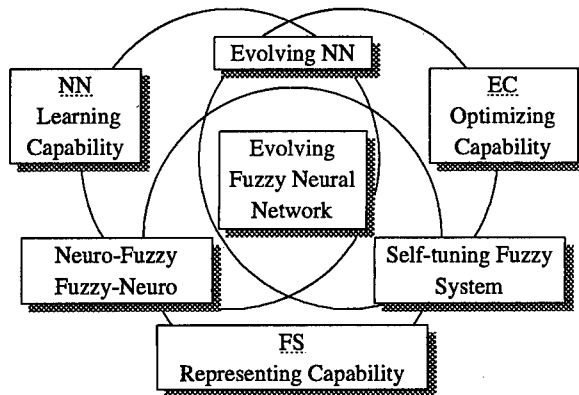 Evolving NN
NN
Learning
Capability
EC
Optimizing
Capability
Evolving
Fuzzy Neural
Network
Neuro-Fuzzy
Fuzzy-Neuro
Self-tuning Fuzzy
System
FS
Representing Capability